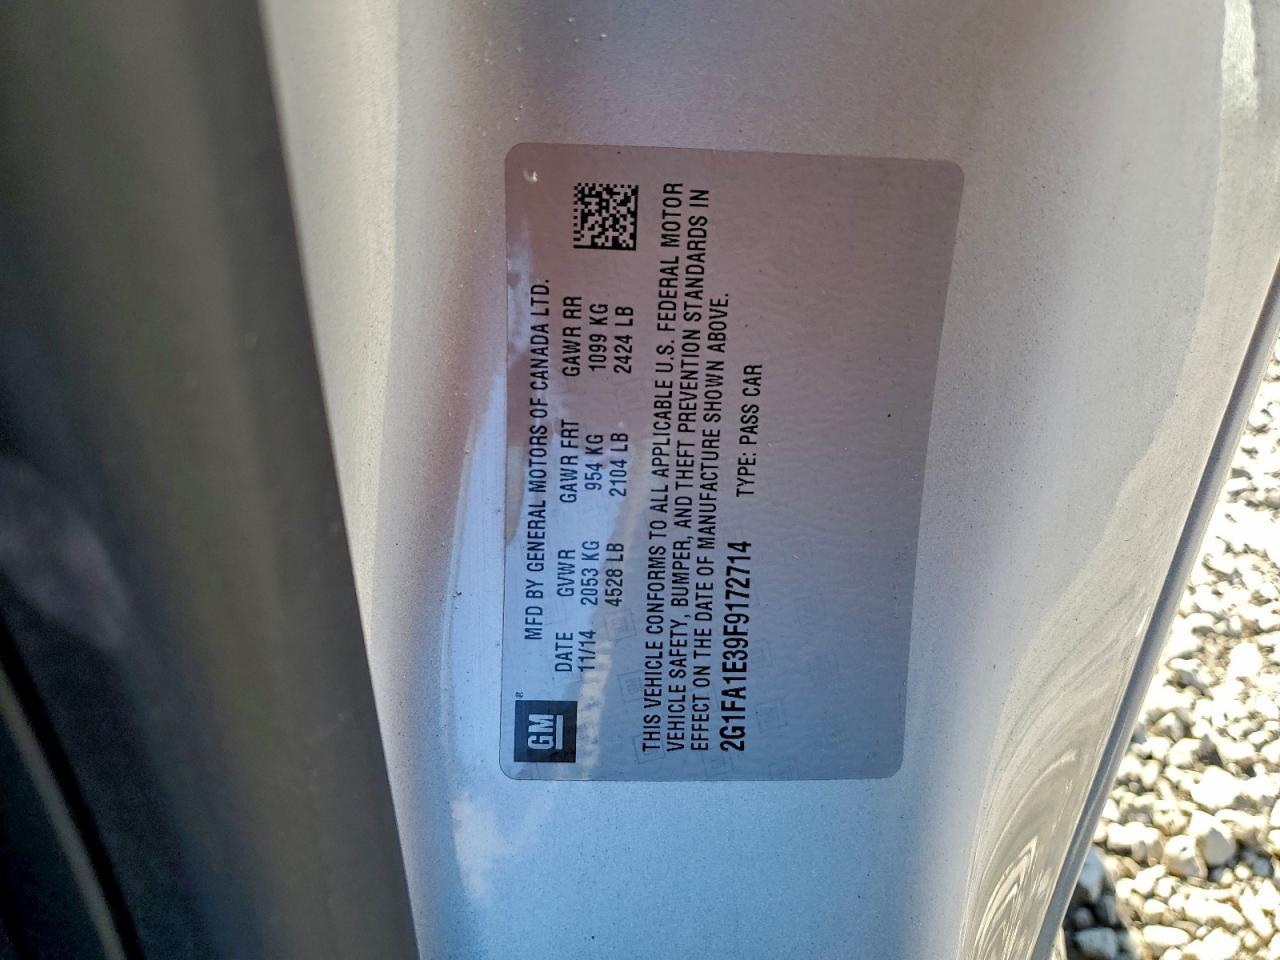 GM ®
MFD BY GENERAL MOTORS OF CANADA LTD.
DATE GVWR GAWR FRT GAWR RR
11/14 2053 KG 954 KG 1099 KG
4528 LB 2104 LB 2424 LB
THIS VEHICLE CONFORMS TO ALL APPLICABLE U.S. FEDERAL MOTOR
VEHICLE SAFETY, BUMPER, AND THEFT PREVENTION STANDARDS IN
EFFECT ON THE DATE OF MANUFACTURE SHOWN ABOVE.
2G1FA1E39F9172714 TYPE: PASS CAR